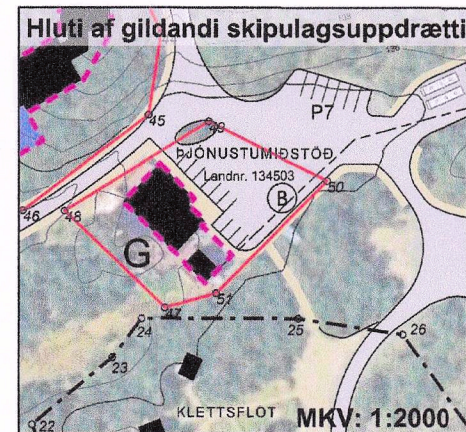 Hluti af gildandi skipulagsuppdrætti
45
49
P7
ÞJÓNUSTUMIÐSTÖÐ
Landnr. 134503
50
B
46
48
G
51
47
24
25
26
23
22
KLETTSFLÖT
MKV: 1:2000